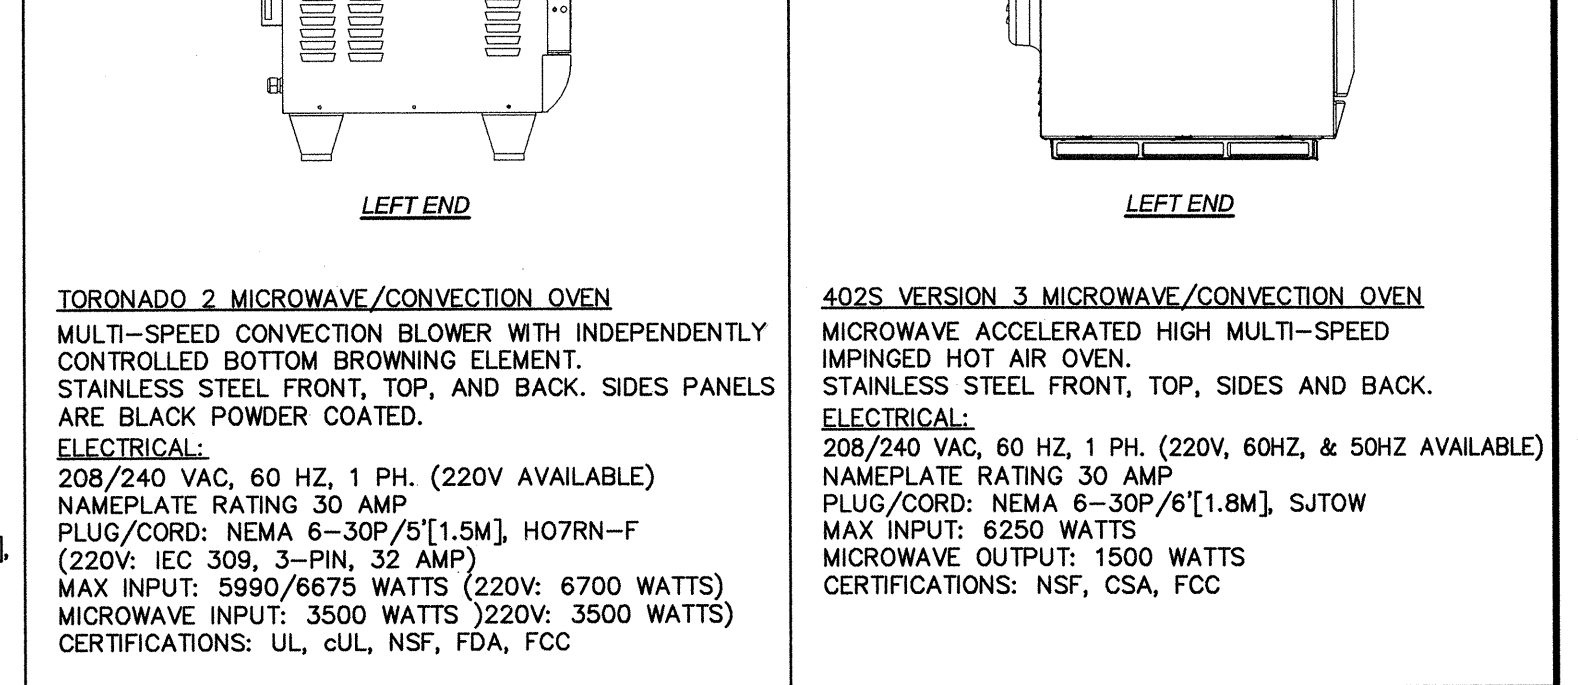 LEFT END
TORONADO 2 MICROWAVE/CONVECTION OVEN
MULTI-SPEED CONVECTION BLOWER WITH INDEPENDENTLY
CONTROLLED BOTTOM BROWNING ELEMENT.
STAINLESS STEEL FRONT, TOP, AND BACK. SIDES PANELS
ARE BLACK POWDER COATED.
ELECTRICAL:
208/240 VAC, 60 HZ, 1 PH. (220V AVAILABLE)
NAMEPLATE RATING 30 AMP
PLUG/CORD: NEMA 6-30P/5'[1.5M], HO7RN-F
(220V: IEC 309, 3-PIN, 32 AMP)
MAX INPUT: 5990/6675 WATTS (220V: 6700 WATTS)
MICROWAVE INPUT: 3500 WATTS )220V: 3500 WATTS)
CERTIFICATIONS: UL, cUL, NSF, FDA, FCC
LEFT END
402S VERSION 3 MICROWAVE/CONVECTION OVEN
MICROWAVE ACCELERATED HIGH MULTI-SPEED
IMPINGED HOT AIR OVEN.
STAINLESS STEEL FRONT, TOP, SIDES AND BACK.
ELECTRICAL:
208/240 VAC, 60 HZ, 1 PH. (220V, 60HZ, & 50HZ AVAILABLE)
NAMEPLATE RATING 30 AMP
PLUG/CORD: NEMA 6-30P/6'[1.8M], SJTOW
MAX INPUT: 6250 WATTS
MICROWAVE OUTPUT: 1500 WATTS
CERTIFICATIONS: NSF, CSA, FCC